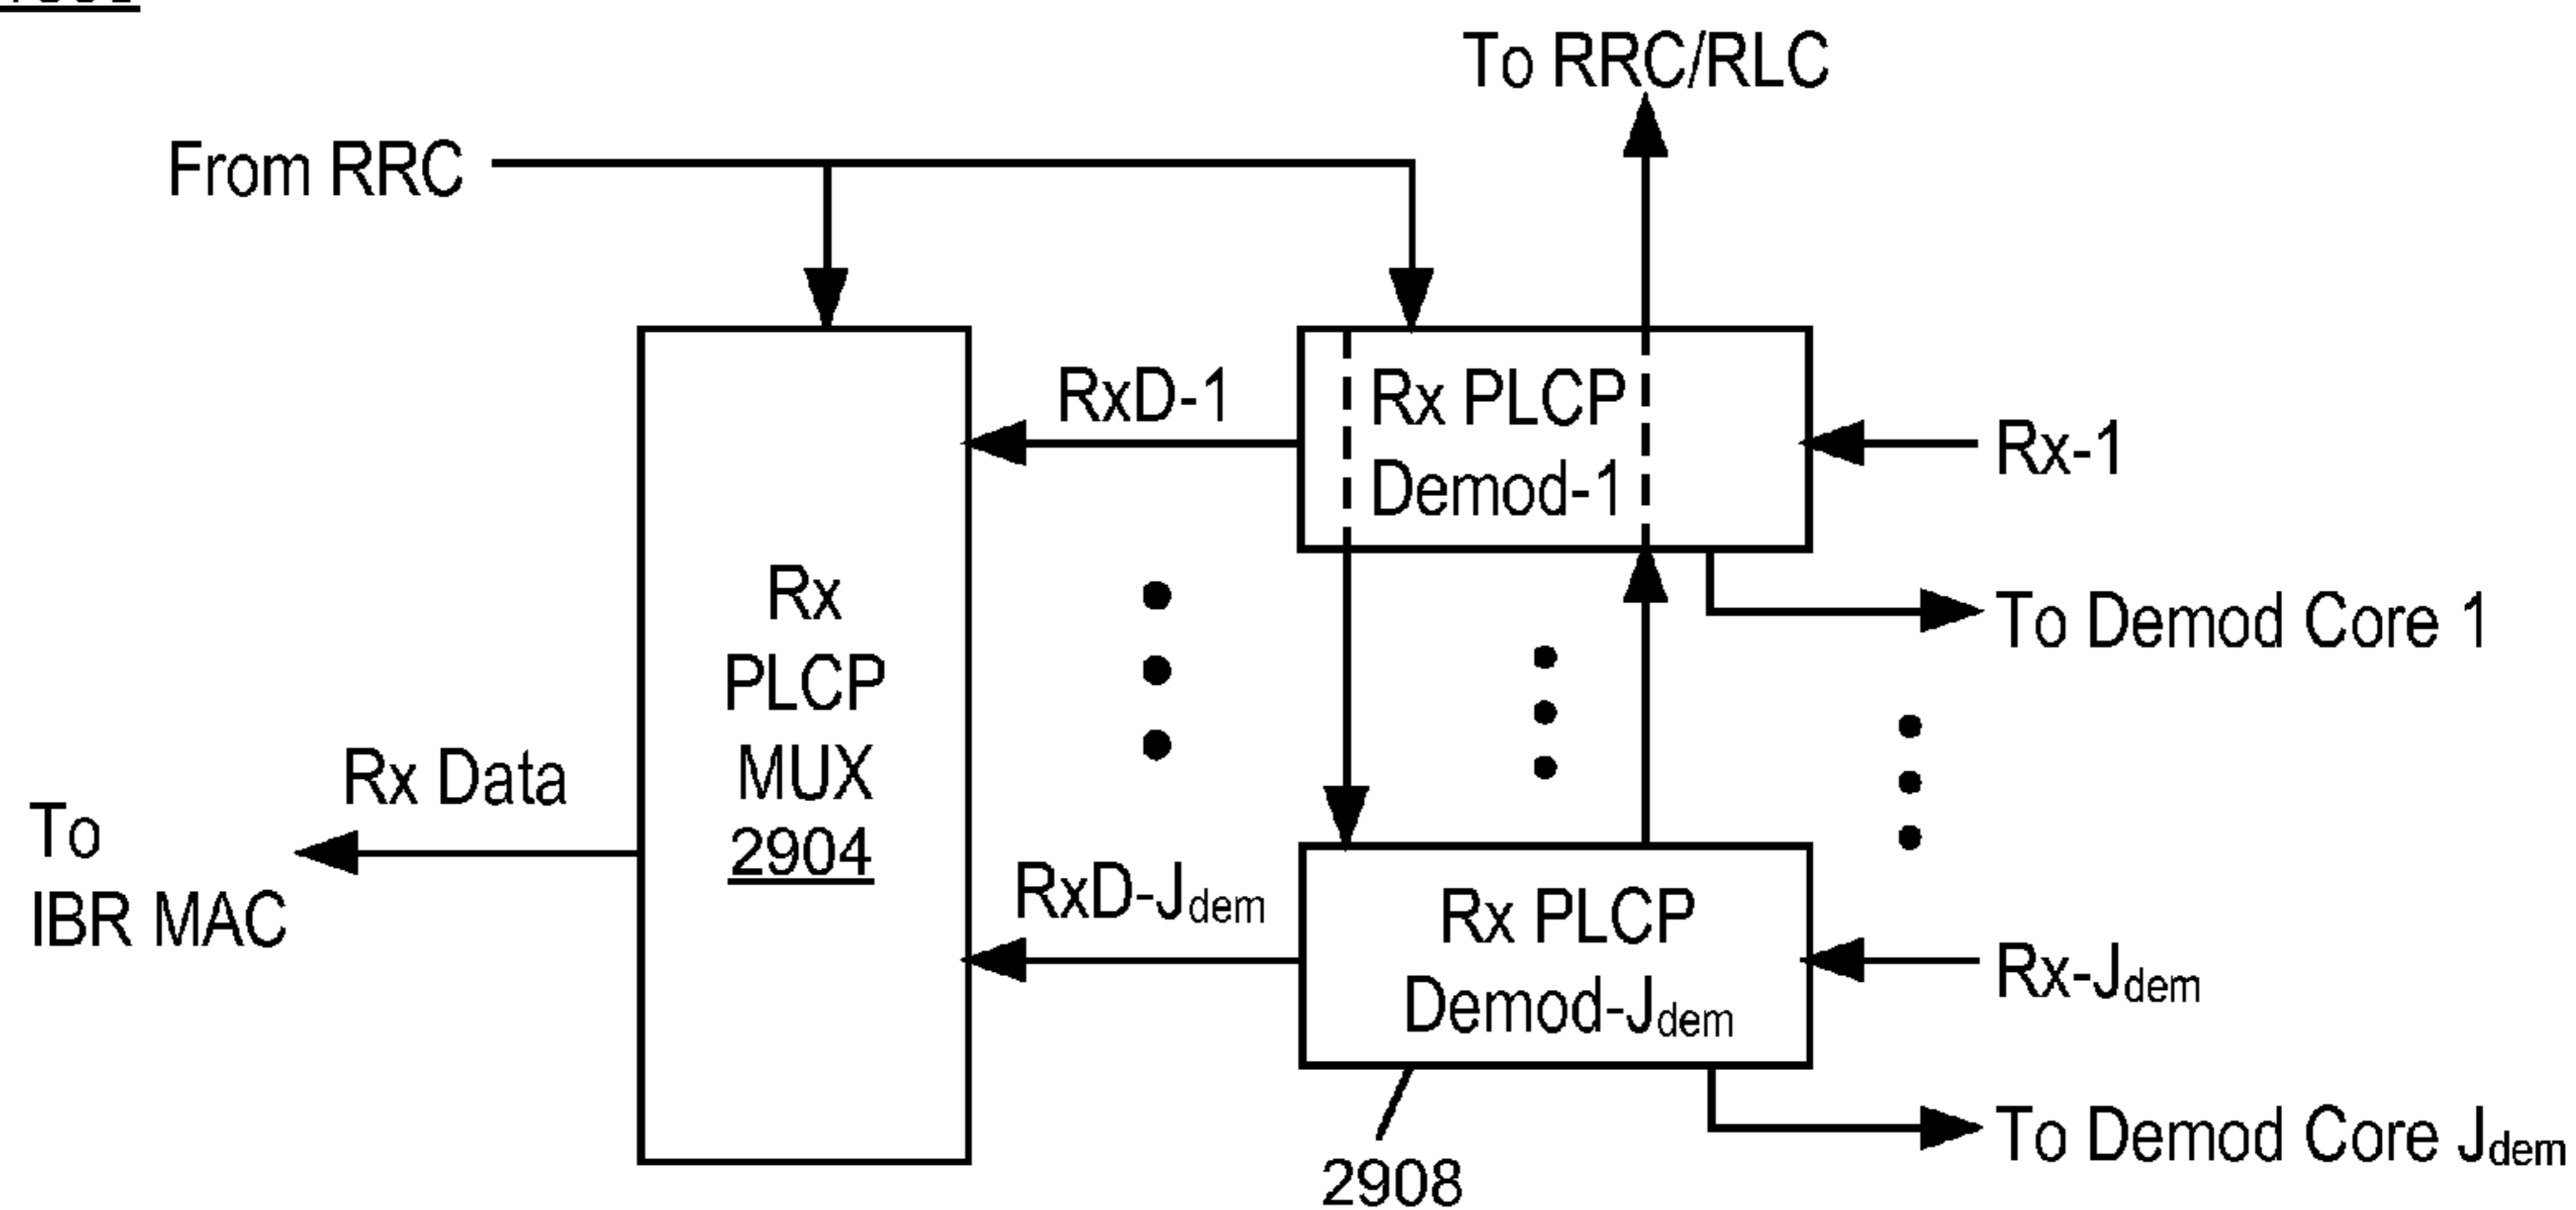 To RRC/RLC
From RRC
RxD-1
Rx PLCP
Demod-1
Rx-1
To Demod Core 1
Rx
PLCP
MUX
2904
Rx Data
To
IBR MAC
RxD-Jdem
Rx PLCP
Demod-Jdem
Rx-Jdem
To Demod Core Jdem
2908